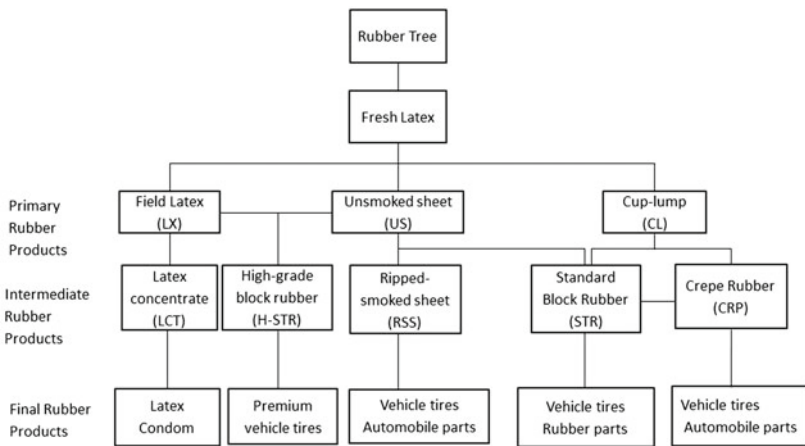 Rubber Tree
Fresh Latex
Primary
Rubber
Products
Field Latex
(LX)
Unsmoked sheet
(US)
Cup-lump
(CL)
Intermediate
Rubber
Products
Latex
concentrate
(LCT)
High-grade
block rubber
(H-STR)
Ripped-
smoked sheet
(RSS)
Standard
Block Rubber
(STR)
Crepe Rubber
(CRP)
Final Rubber
Products
Latex
Condom
Premium
vehicle tires
Vehicle tires
Automobile parts
Vehicle tires
Rubber parts
Vehicle tires
Automobile parts